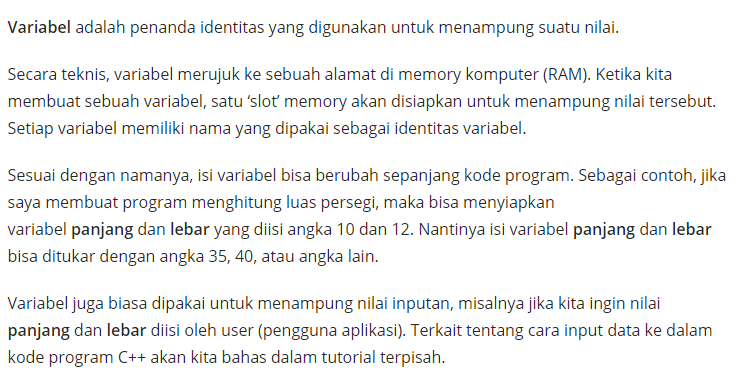 Variabel adalah penanda identitas yang digunakan untuk menampung suatu nilai.
Secara teknis, variabel merujuk ke sebuah alamat di memory komputer (RAM). Ketika kita
membuat sebuah variabel, satu ‘slot’ memory akan disiapkan untuk menampung nilai tersebut.
Setiap variabel memiliki nama yang dipakai sebagai identitas variabel.
Sesuai dengan namanya, isi variabel bisa berubah sepanjang kode program. Sebagai contoh, jika
saya membuat program menghitung luas persegi, maka bisa menyiapkan
variabel panjang dan lebar yang diisi angka 10 dan 12. Nantinya isi variabel panjang dan lebar
bisa ditukar dengan angka 35, 40, atau angka lain.
Variabel juga biasa dipakai untuk menampung nilai inputan, misalnya jika kita ingin nilai
panjang dan lebar diisi oleh user (pengguna aplikasi). Terkait tentang cara input data ke dalam
kode program C++ akan kita bahas dalam tutorial terpisah.